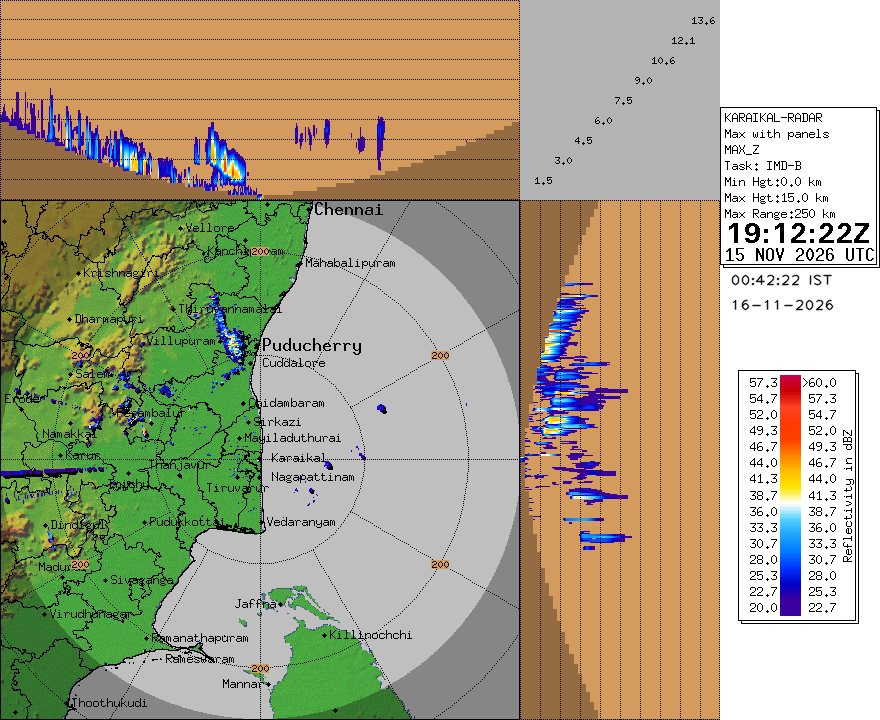 13.6
12.1
10.6
9.0
7.5
6.0
4.5
3.0
1.5
KARAIKAL-RADAR
Max with panels
MAX_Z
Task: IMD-B
Min Hgt:0.0 km
Max Hgt:15.0 km
Max Range:250 km
19:12:22Z
15 NOV 2026 UTC
00:42:22 IST
16-11-2026
Chennai
Vellore
200
Mahabalipuram
Krishnagiri
Thiruvannamalai
Dharmapuri
Villupuram
Puducherry
200
200
Cuddalore
Salem
Chidambaram
Perambalur
Sirkazi
Namakkal
Mayiladuthurai
Karur
Karaikal
Thanjavur
Nagapattinam
Tiruvarur
Dindigul
Pudukkottai
Vedaranyam
200
200
Sivaganga
Jaffna
Virudhunagar
Killinochchi
Ramanathapuram
Rameswaram
200
Mannar
Thoothukudi
57.3 >60.0
54.7 57.3
52.0 54.7
49.3 52.0
46.7 49.3
44.0 46.7
41.3 44.0
38.7 41.3
36.0 38.7
33.3 36.0
30.7 33.3
28.0 30.7
25.3 28.0
22.7 25.3
20.0 22.7
Reflectivity in dBZ